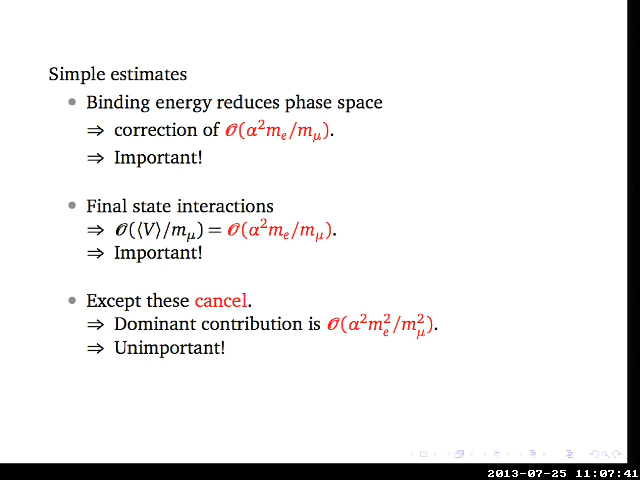 Simple estimates
• Binding energy reduces phase space
⇒ correction of 𝒪(α²mₑ/m_μ).
⇒ Important!
• Final state interactions
⇒ 𝒪(⟨V⟩/m_μ) = 𝒪(α²mₑ/m_μ).
⇒ Important!
• Except these cancel.
⇒ Dominant contribution is 𝒪(α²mₑ²/m_μ²).
⇒ Unimportant!
2013-07-25 11:07:41